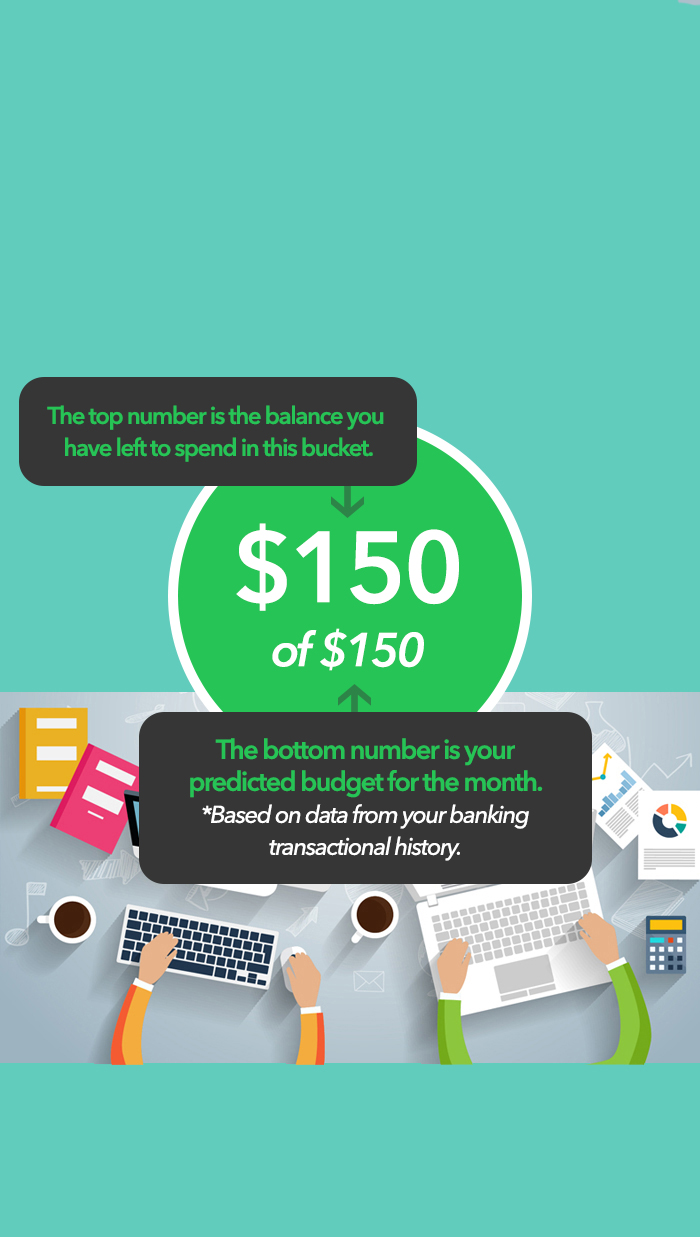 The top number is the balance you
have left to spend in this bucket.
$150
of $150
The bottom number is your
predicted budget for the month.
*Based on data from your banking
transactional history.